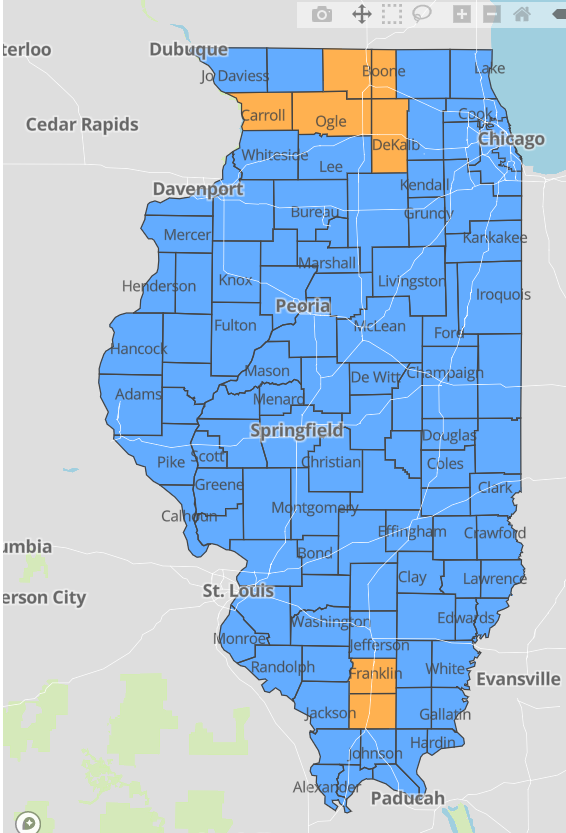 terloo
Dubuque
Jo Daviess
Boone
Lake
Carroll
Ogle
Cook
Cedar Rapids
Chicago
DeKalb
Whiteside
Lee
Davenport
Kendall
Bureau
Grundy
Mercer
Kankakee
Marshall
Henderson
Knox
Livingston
Iroquois
Peoria
Fulton
McLean
Ford
Hancock
Mason
De Witt
Champaign
Adams
Menard
Springfield
Douglas
Pike
Scott
Christian
Coles
Greene
Clark
Calhoun
Montgomery
Effingham
Crawford
umbia
Bond
Clay
Lawrence
St. Louis
erson City
Edwards
Washington
Monroe
Jefferson
Randolph
Franklin
White
Evansville
Jackson
Gallatin
Hardin
Johnson
Alexander
Paducah